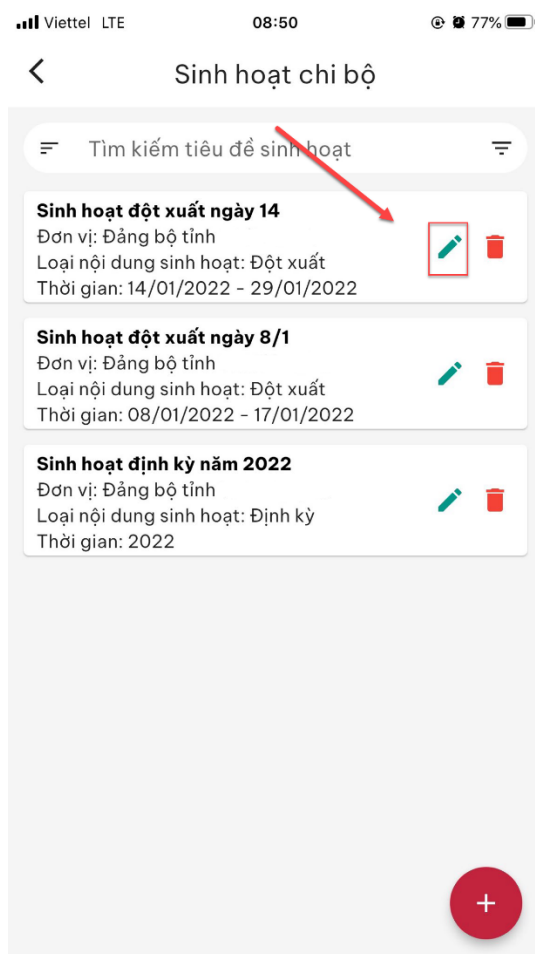 Viettel LTE 08:50 77%
Sinh hoạt chi bộ
Tìm kiếm tiêu đề sinh hoạt
Sinh hoạt đột xuất ngày 14
Đơn vị: Đảng bộ tỉnh
Loại nội dung sinh hoạt: Đột xuất
Thời gian: 14/01/2022 - 29/01/2022
Sinh hoạt đột xuất ngày 8/1
Đơn vị: Đảng bộ tỉnh
Loại nội dung sinh hoạt: Đột xuất
Thời gian: 08/01/2022 - 17/01/2022
Sinh hoạt định kỳ năm 2022
Đơn vị: Đảng bộ tỉnh
Loại nội dung sinh hoạt: Định kỳ
Thời gian: 2022